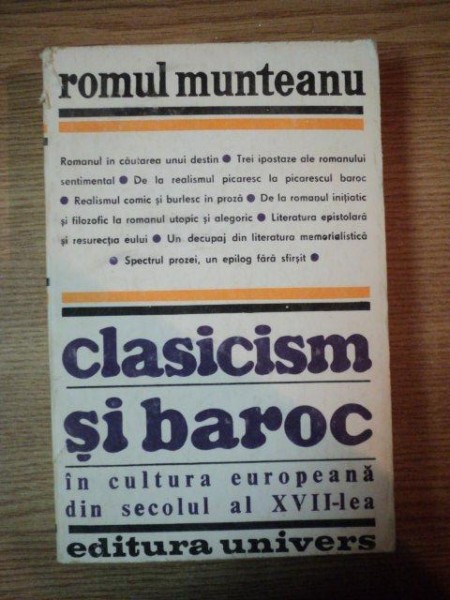 romul munteanu
Romanul în căutarea unui destin ● Trei ipostaze ale romanului
sentimental ● De la realismul picaresc la picarescul baroc
● Realismul comic și burlesc în proză ● De la romanul inițiatic
și filozofic la romanul utopic și alegoric ● Literatura epistolară
și resurecția eului ● Un decupaj din literatura memorialistică
● Spectrul prozei, un epilog fără sfîrșit ●
clasicism
și baroc
în cultura europeană
din secolul al XVII-lea
editura univers